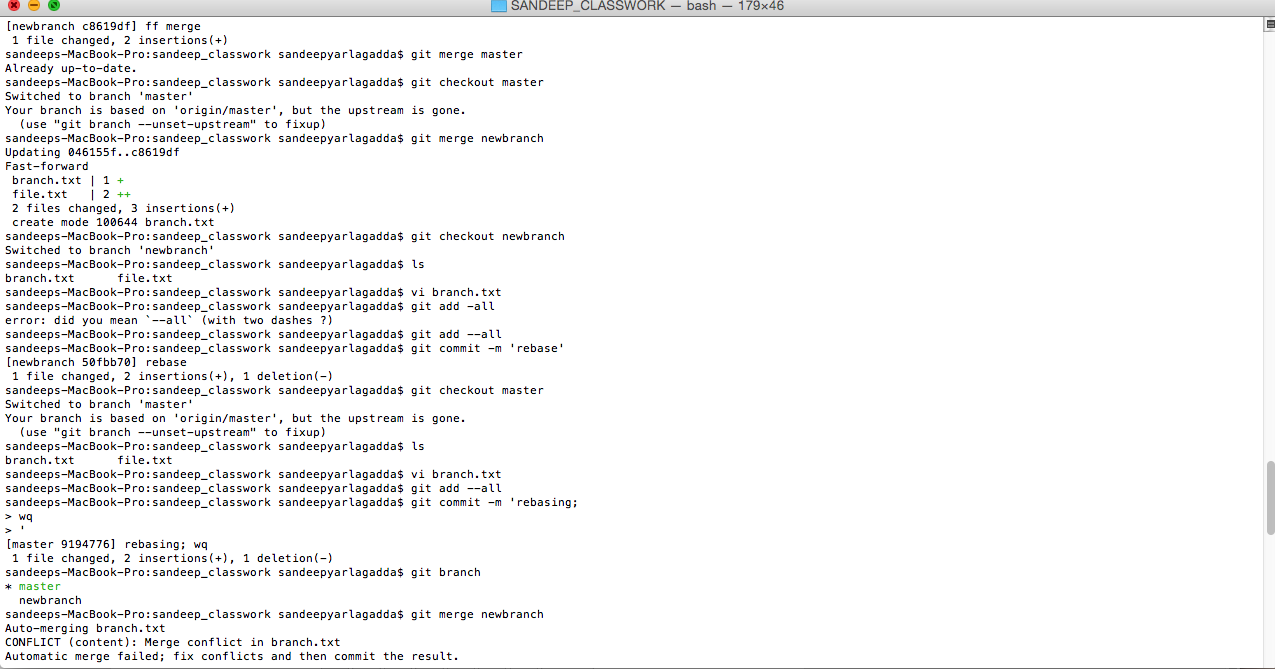 SANDEEP_CLASSWORK — bash — 179×46
[newbranch c8619df] ff merge
 1 file changed, 2 insertions(+)
sandeeps-MacBook-Pro:sandeep_classwork sandeepyarlagadda$ git merge master
Already up-to-date.
sandeeps-MacBook-Pro:sandeep_classwork sandeepyarlagadda$ git checkout master
Switched to branch 'master'
Your branch is based on 'origin/master', but the upstream is gone.
  (use "git branch --unset-upstream" to fixup)
sandeeps-MacBook-Pro:sandeep_classwork sandeepyarlagadda$ git merge newbranch
Updating 046155f..c8619df
Fast-forward
 branch.txt | 1 +
 file.txt   | 2 ++
 2 files changed, 3 insertions(+)
 create mode 100644 branch.txt
sandeeps-MacBook-Pro:sandeep_classwork sandeepyarlagadda$ git checkout newbranch
Switched to branch 'newbranch'
sandeeps-MacBook-Pro:sandeep_classwork sandeepyarlagadda$ ls
branch.txt      file.txt
sandeeps-MacBook-Pro:sandeep_classwork sandeepyarlagadda$ vi branch.txt
sandeeps-MacBook-Pro:sandeep_classwork sandeepyarlagadda$ git add -all
error: did you mean `--all` (with two dashes ?)
sandeeps-MacBook-Pro:sandeep_classwork sandeepyarlagadda$ git add --all
sandeeps-MacBook-Pro:sandeep_classwork sandeepyarlagadda$ git commit -m 'rebase'
[newbranch 50fbb70] rebase
 1 file changed, 2 insertions(+), 1 deletion(-)
sandeeps-MacBook-Pro:sandeep_classwork sandeepyarlagadda$ git checkout master
Switched to branch 'master'
Your branch is based on 'origin/master', but the upstream is gone.
  (use "git branch --unset-upstream" to fixup)
sandeeps-MacBook-Pro:sandeep_classwork sandeepyarlagadda$ ls
branch.txt      file.txt
sandeeps-MacBook-Pro:sandeep_classwork sandeepyarlagadda$ vi branch.txt
sandeeps-MacBook-Pro:sandeep_classwork sandeepyarlagadda$ git add --all
sandeeps-MacBook-Pro:sandeep_classwork sandeepyarlagadda$ git commit -m 'rebasing;
> wq
> '
[master 9194776] rebasing; wq
 1 file changed, 2 insertions(+), 1 deletion(-)
sandeeps-MacBook-Pro:sandeep_classwork sandeepyarlagadda$ git branch
* master
  newbranch
sandeeps-MacBook-Pro:sandeep_classwork sandeepyarlagadda$ git merge newbranch
Auto-merging branch.txt
CONFLICT (content): Merge conflict in branch.txt
Automatic merge failed; fix conflicts and then commit the result.